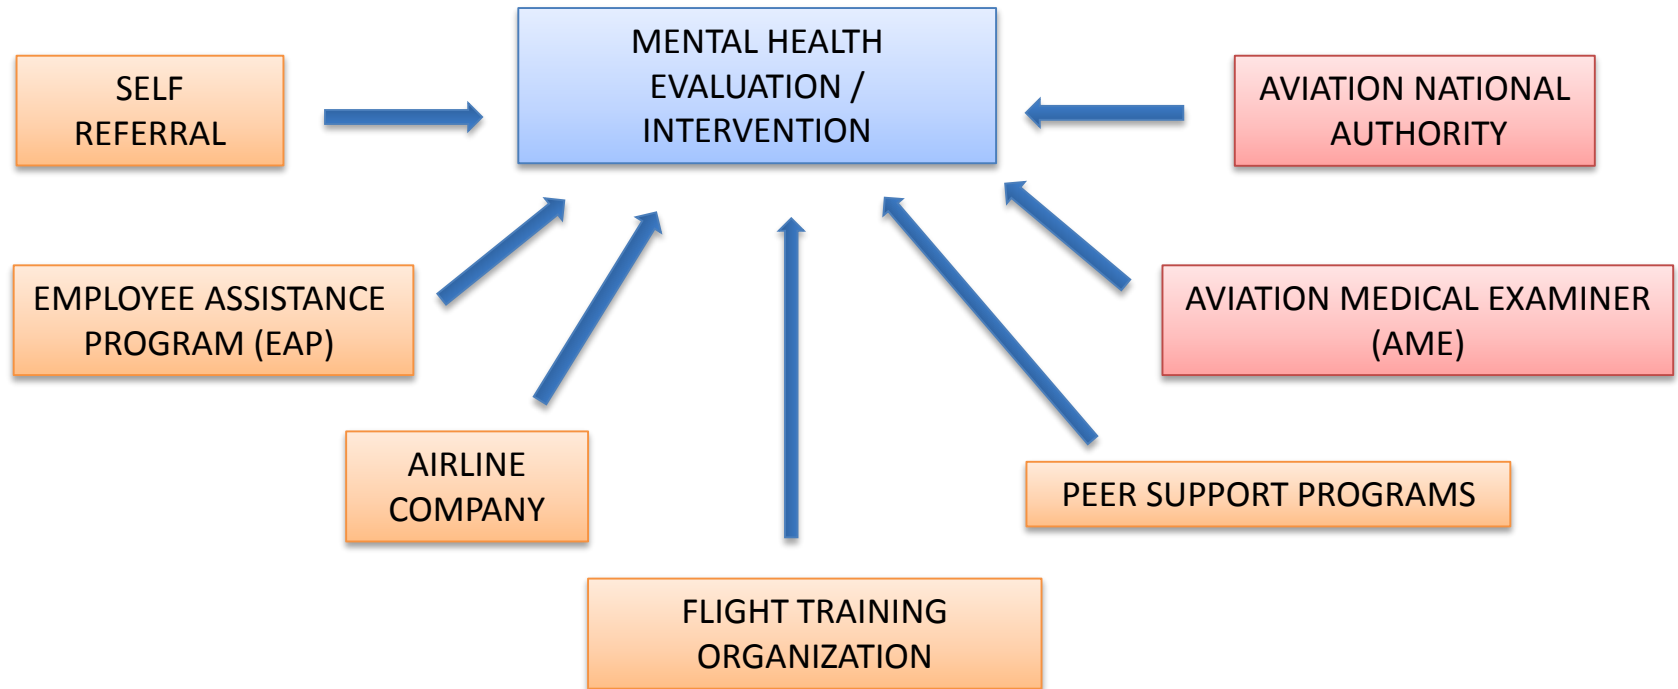 MENTAL HEALTH
EVALUATION /
INTERVENTION
SELF
REFERRAL
AVIATION NATIONAL
AUTHORITY
EMPLOYEE ASSISTANCE
PROGRAM (EAP)
AVIATION MEDICAL EXAMINER
(AME)
AIRLINE
COMPANY
PEER SUPPORT PROGRAMS
FLIGHT TRAINING
ORGANIZATION